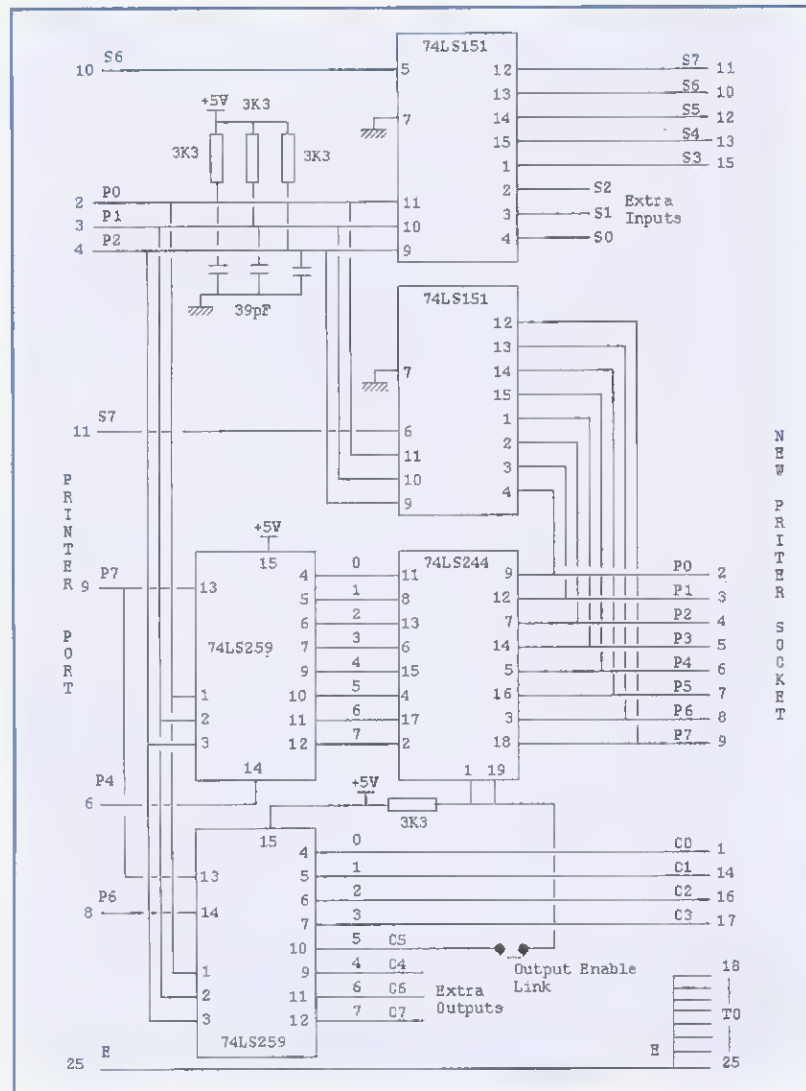 74LS151
10 S6 5 12 S7 11
13 S6 10
+5V 3K3 7 14 S5 12
15 S4 13
3K3 3K3 1 S3 15
2 P0 11 2 S2 Extra
3 P1 10 3 S1 Inputs
4 P2 9 4 S0
39pF
74LS151
12
13
7 14
15
11 S7 6 1
11 2
10 3
9 4
PRINTER PORT
NEW PRITER SOCKET
+5V
15 74LS244
9 P7 13 4 0 11 9 P0 2
5 1 8 12 P1 3
6 2 13 7 P2 4
74LS259 7 3 6 14 P3 5
9 4 15 5 P4 6
1 10 5 4 16 P5 7
2 11 6 17 3 P6 8
3 12 7 2 18 P7 9
14 1 19
6 P4 +5V
3K3
15
4 0 C0 1
13 5 1 C1 14
8 P6 14 6 2 C2 16
7 3 C3 17
10 5 C5
1 9 4 C4 Output Enable
Link
2 11 6 C6 Extra
3 12 7 C7 Outputs
74LS259
18
TO
25 E E 25